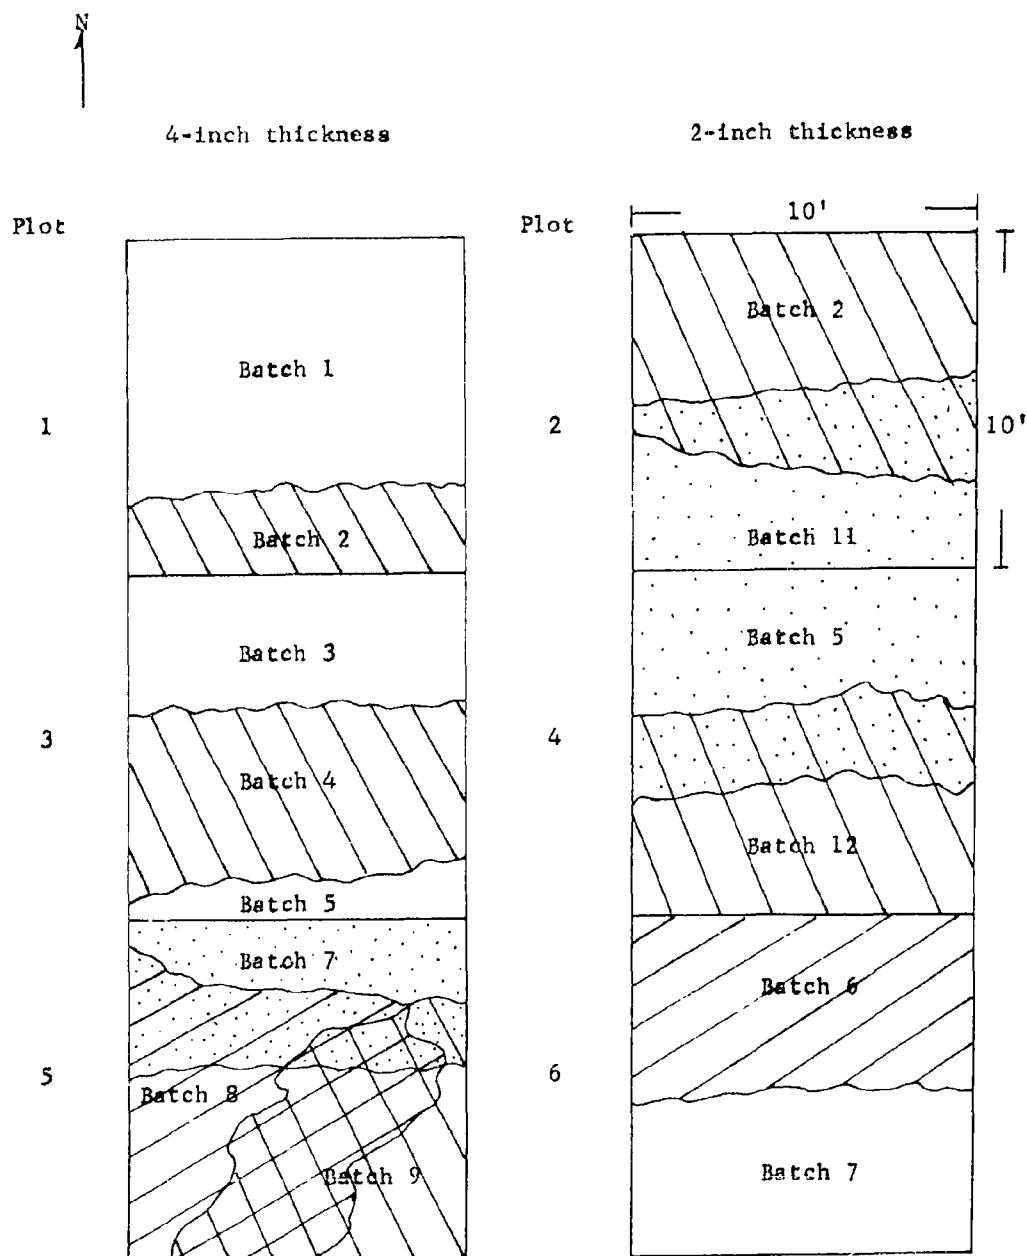 N
4-inch thickness
2-inch thickness
Plot
Plot
10'
Batch 1
Batch 2
1
2
10'
Batch 2
Batch 11
Batch 3
Batch 5
3
4
Batch 4
Batch 12
Batch 5
Batch 7
Batch 6
5
6
Batch 8
Batch 9
Batch 7